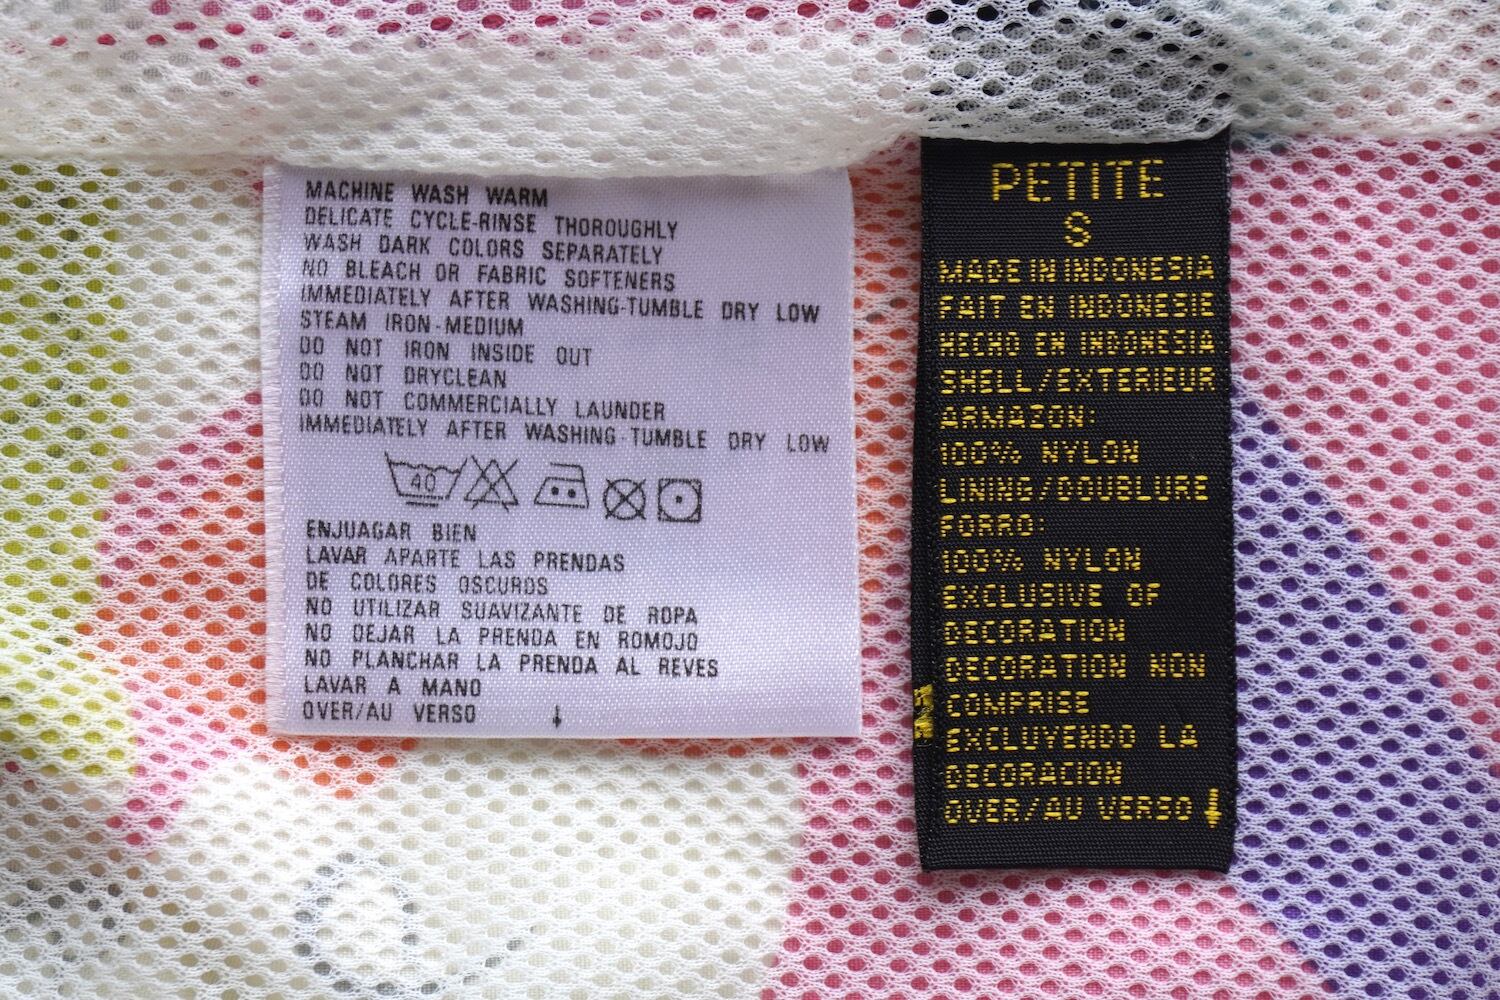 MACHINE WASH WARM
DELICATE CYCLE-RINSE THOROUGHLY
WASH DARK COLORS SEPARATELY
NO BLEACH OR FABRIC SOFTENERS
IMMEDIATELY AFTER WASHING-TUMBLE DRY LOW
STEAM IRON-MEDIUM
DO NOT IRON INSIDE OUT
DO NOT DRYCLEAN
DO NOT COMMERCIALLY LAUNDER
IMMEDIATELY AFTER WASHING-TUMBLE DRY LOW
40
ENJUAGAR BIEN
LAVAR APARTE LAS PRENDAS
DE COLORES OSCUROS
NO UTILIZAR SUAVIZANTE DE ROPA
NO DEJAR LA PRENDA EN ROMOJO
NO PLANCHAR LA PRENDA AL REVES
LAVAR A MANO
OVER/AU VERSO ↓
PETITE
S
MADE IN INDONESIA
FAIT EN INDONESIE
HECHO EN INDONESIA
SHELL/EXTERIEUR
ARMAZON:
100% NYLON
LINING/DOUBLURE
FORRO:
100% NYLON
EXCLUSIVE OF
DECORATION
DECORATION NON
COMPRISE
EXCLUYENDO LA
DECORACION
OVER/AU VERSO ↓